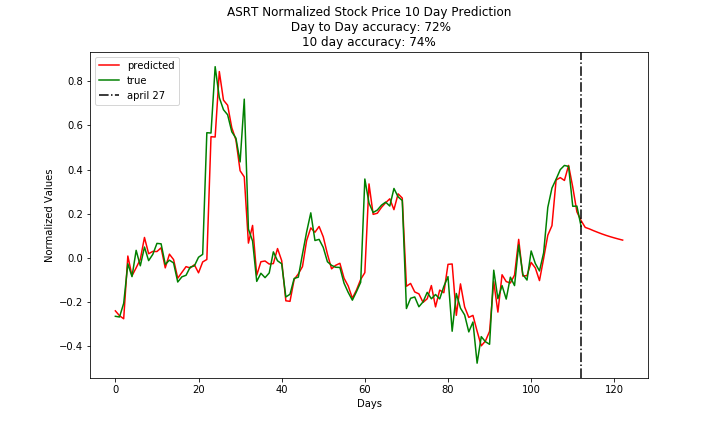 ASRT Normalized Stock Price 10 Day Prediction
Day to Day accuracy: 72%
10 day accuracy: 74%
predicted
true
april 27
0.8
0.6
0.4
0.2
0.0
−0.2
−0.4
Normalized Values
0 20 40 60 80 100 120
Days